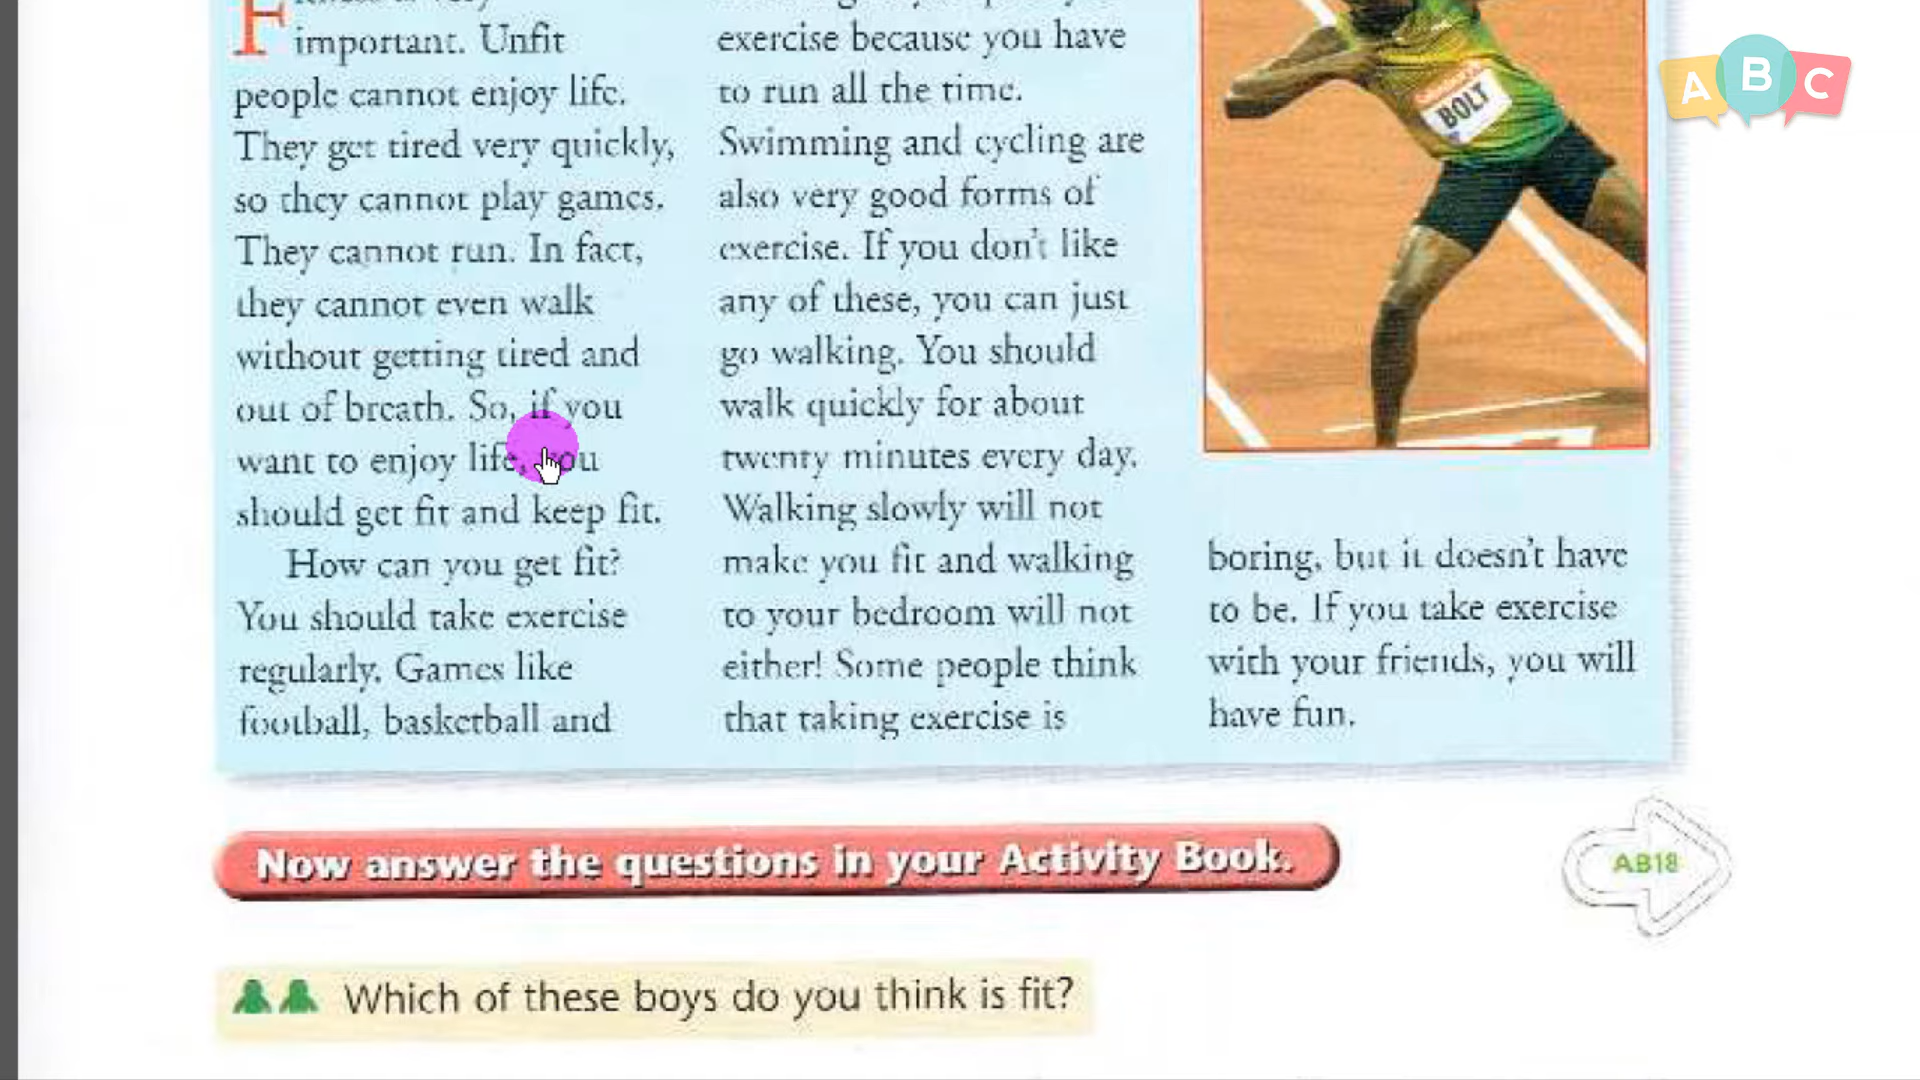 important. Unfit
people cannot enjoy life.
They get tired very quickly,
so they cannot play games.
They cannot run. In fact,
they cannot even walk
without getting tired and
out of breath. So, if you
want to enjoy life, you
should get fit and keep fit.
How can you get fit?
You should take exercise
regularly. Games like
football, basketball and
exercise because you have
to run all the time.
Swimming and cycling are
also very good forms of
exercise. If you don't like
any of these, you can just
go walking. You should
walk quickly for about
twenty minutes every day.
Walking slowly will not
make you fit and walking
to your bedroom will not
either! Some people think
that taking exercise is
BOLT
boring, but it doesn't have
to be. If you take exercise
with your friends, you will
have fun.
A B C
Now answer the questions in your Activity Book.
AB18
Which of these boys do you think is fit?